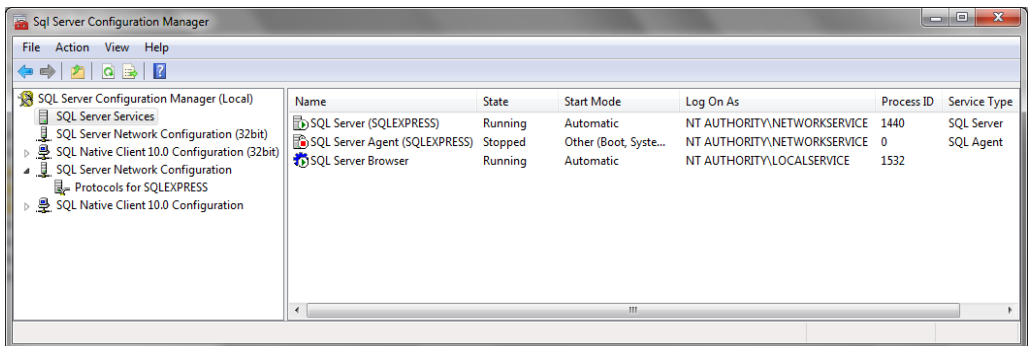 Sql Server Configuration Manager
File Action View Help
SQL Server Configuration Manager (Local)
SQL Server Services
SQL Server Network Configuration (32bit)
SQL Native Client 10.0 Configuration (32bit)
SQL Server Network Configuration
Protocols for SQLEXPRESS
SQL Native Client 10.0 Configuration
Name State Start Mode Log On As Process ID Service Type
SQL Server (SQLEXPRESS) Running Automatic NT AUTHORITY\NETWORKSERVICE 1440 SQL Server
SQL Server Agent (SQLEXPRESS) Stopped Other (Boot, Syste... NT AUTHORITY\NETWORKSERVICE 0 SQL Agent
SQL Server Browser Running Automatic NT AUTHORITY\LOCALSERVICE 1532